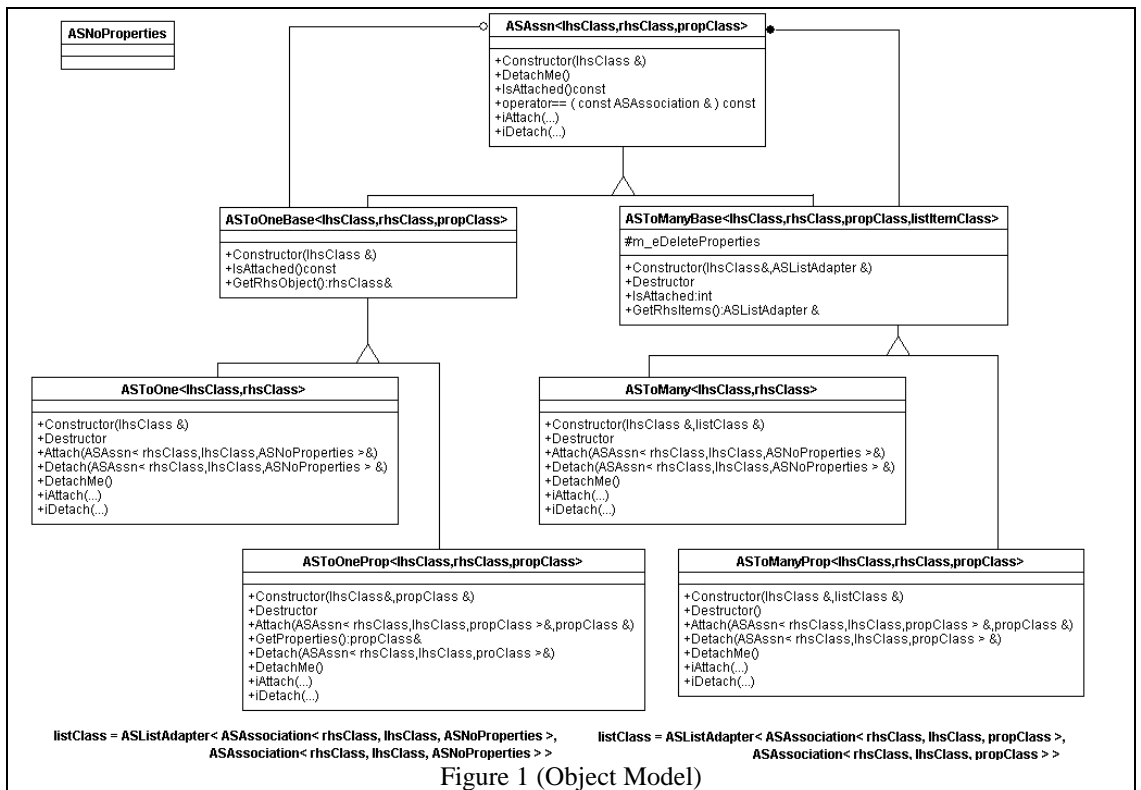 ASNoProperties
ASAssn<lhsClass,rhsClass,propClass>
+Constructor(lhsClass &)
+DetachMe()
+IsAttached()const
+operator== ( const ASAssociation & ) const
+iAttach(...)
+iDetach(...)
ASToOneBase<lhsClass,rhsClass,propClass>
+Constructor(lhsClass &)
+IsAttached()const
+GetRhsObject():rhsClass&
ASToManyBase<lhsClass,rhsClass,propClass,listItemClass>
#m_eDeleteProperties
+Constructor(lhsClass&,ASListAdapter &)
+Destructor
+IsAttached:int
+GetRhsItems():ASListAdapter &
ASToOne<lhsClass,rhsClass>
+Constructor(lhsClass &)
+Destructor
+Attach(ASAssn< rhsClass,lhsClass,ASNoProperties >&)
+Detach(ASAssn< rhsClass,lhsClass,ASNoProperties > &)
+DetachMe()
+iAttach(...)
+iDetach(...)
ASToMany<lhsClass,rhsClass>
+Constructor(lhsClass &,listClass &)
+Destructor
+Attach(ASAssn< rhsClass,lhsClass,ASNoProperties >&)
+Detach(ASAssn< rhsClass,lhsClass,ASNoProperties > &)
+DetachMe()
+iAttach(...)
+iDetach(...)
ASToOneProp<lhsClass,rhsClass,propClass>
+Constructor(lhsClass&,propClass &)
+Destructor
+Attach(ASAssn< rhsClass,lhsClass,propClass >&,propClass &)
+GetProperties():propClass&
+Detach(ASAssn< rhsClass,lhsClass,proClass >&)
+DetachMe()
+iAttach(...)
+iDetach(...)
ASToManyProp<lhsClass,rhsClass,propClass>
+Constructor(lhsClass &,listClass &)
+Destructor()
+Attach(ASAssn< rhsClass,lhsClass,propClass > &,propClass &)
+Detach(ASAssn< rhsClass,lhsClass,propClass > &)
+DetachMe()
+iAttach(...)
+iDetach(...)
listClass = ASListAdapter< ASAssociation< rhsClass, lhsClass, ASNoProperties >,
ASAssociation< rhsClass, lhsClass, ASNoProperties > >
listClass = ASListAdapter< ASAssociation< rhsClass, lhsClass, propClass >,
ASAssociation< rhsClass, lhsClass, propClass > >
Figure 1 (Object Model)